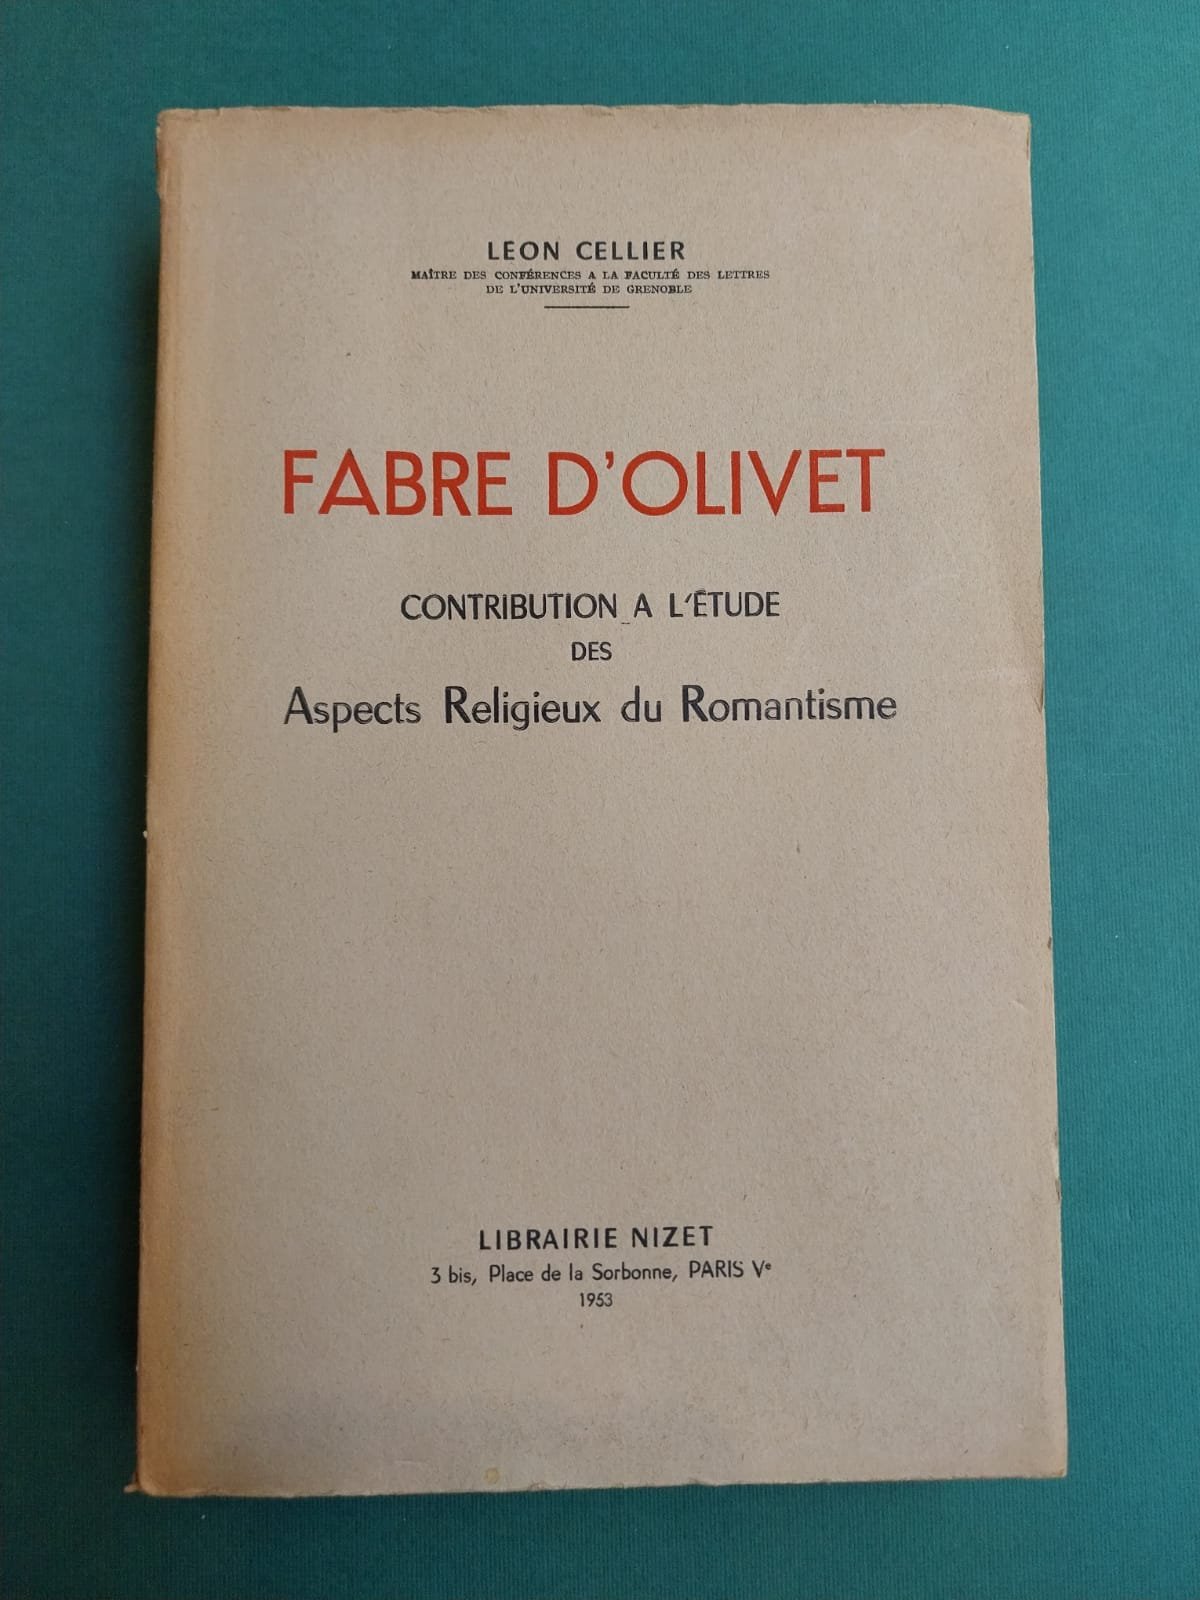 LÉON CELLIER
MAÎTRE DES CONFÉRENCES A LA FACULTÉ DES LETTRES
DE L'UNIVERSITÉ DE GRENOBLE
FABRE D'OLIVET
CONTRIBUTION A L'ÉTUDE
DES
Aspects Religieux du Romantisme
LIBRAIRIE NIZET
3 bis, Place de la Sorbonne, PARIS Ve
1953